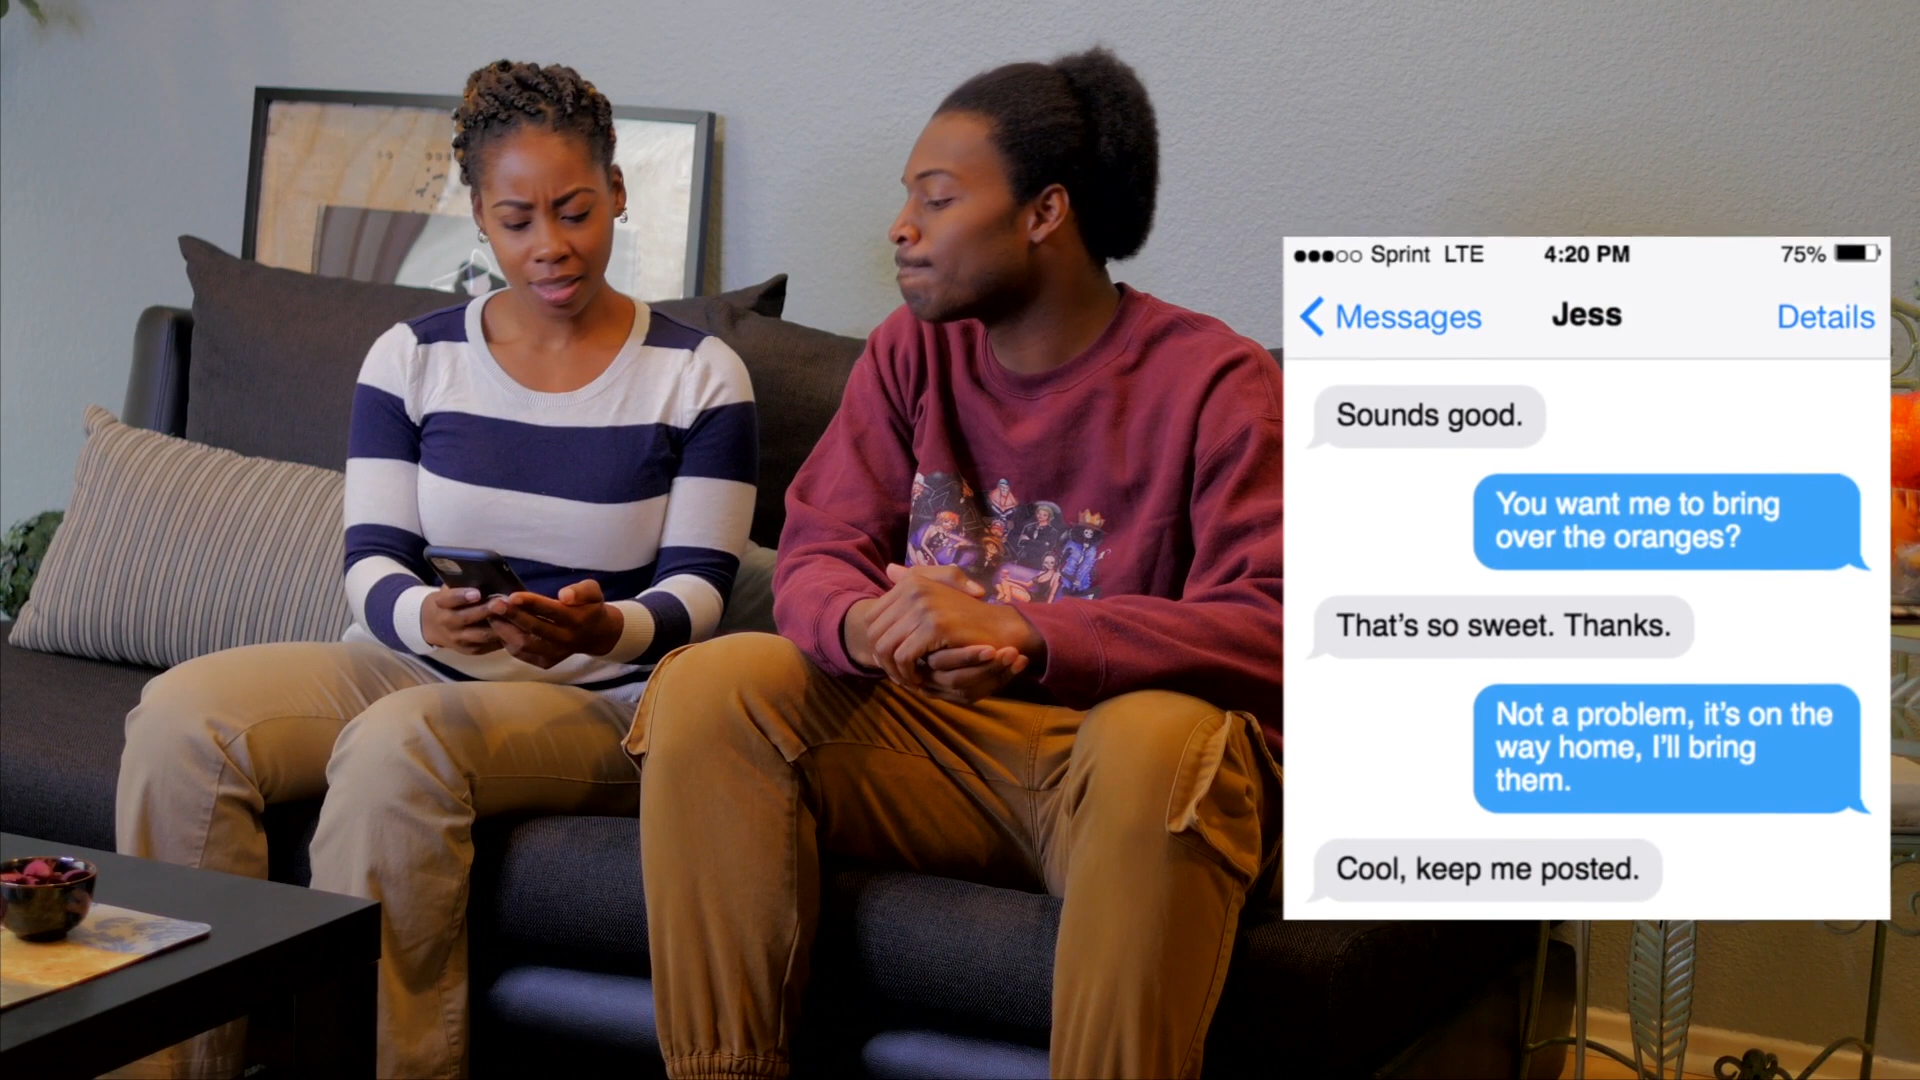 ●●●○○ Sprint LTE 4:20 PM 75%
Messages Jess Details
Sounds good.
You want me to bring
over the oranges?
That's so sweet. Thanks.
Not a problem, it's on the
way home, I'll bring
them.
Cool, keep me posted.